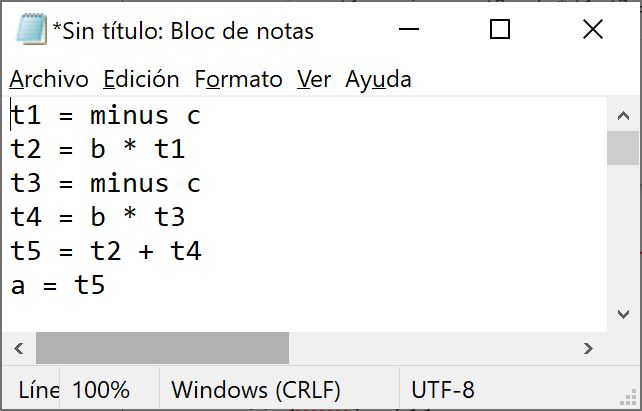 *Sin título: Bloc de notas
Archivo Edición Formato Ver Ayuda
t1 = minus c
t2 = b * t1
t3 = minus c
t4 = b * t3
t5 = t2 + t4
a = t5
Líne 100% Windows (CRLF) UTF-8